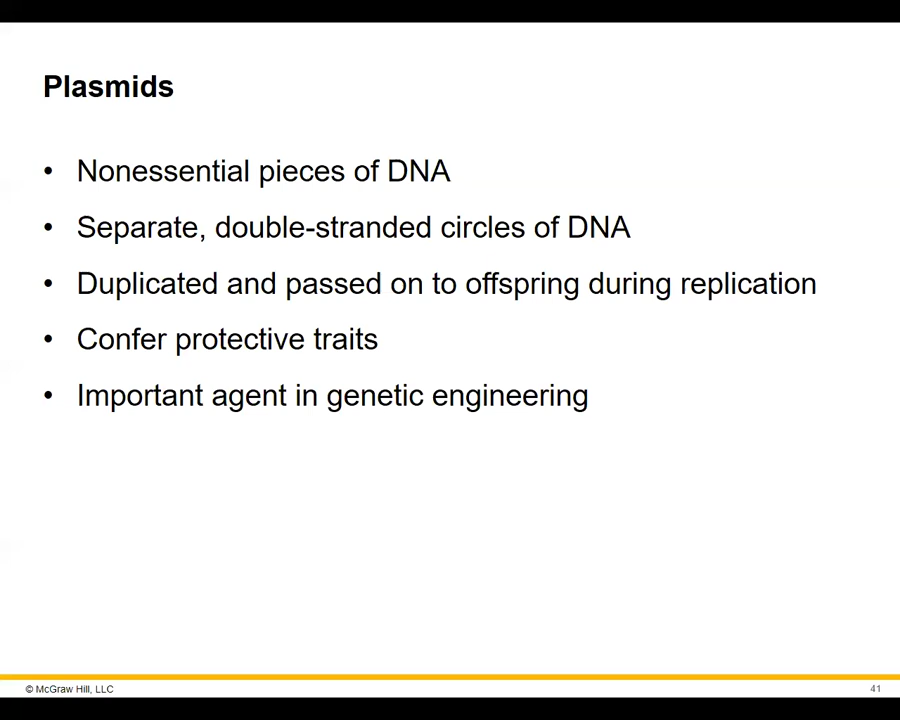 Plasmids
• Nonessential pieces of DNA
• Separate, double-stranded circles of DNA
• Duplicated and passed on to offspring during replication
• Confer protective traits
• Important agent in genetic engineering
© McGraw Hill, LLC
41